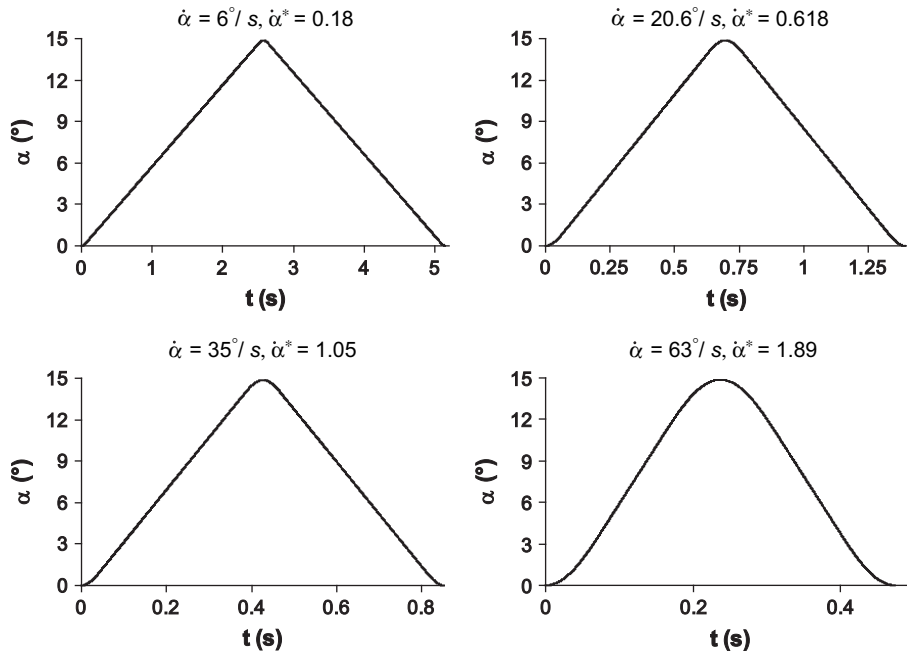 α̇ = 6°/ s, α̇* = 0.18
15
12
9
6
3
0
α (°)
0 1 2 3 4 5
t (s)
α̇ = 20.6°/ s, α̇* = 0.618
15
12
9
6
3
0
α (°)
0 0.25 0.5 0.75 1 1.25
t (s)
α̇ = 35°/ s, α̇* = 1.05
15
12
9
6
3
0
α (°)
0 0.2 0.4 0.6 0.8
t (s)
α̇ = 63°/ s, α̇* = 1.89
15
12
9
6
3
0
α (°)
0 0.2 0.4
t (s)